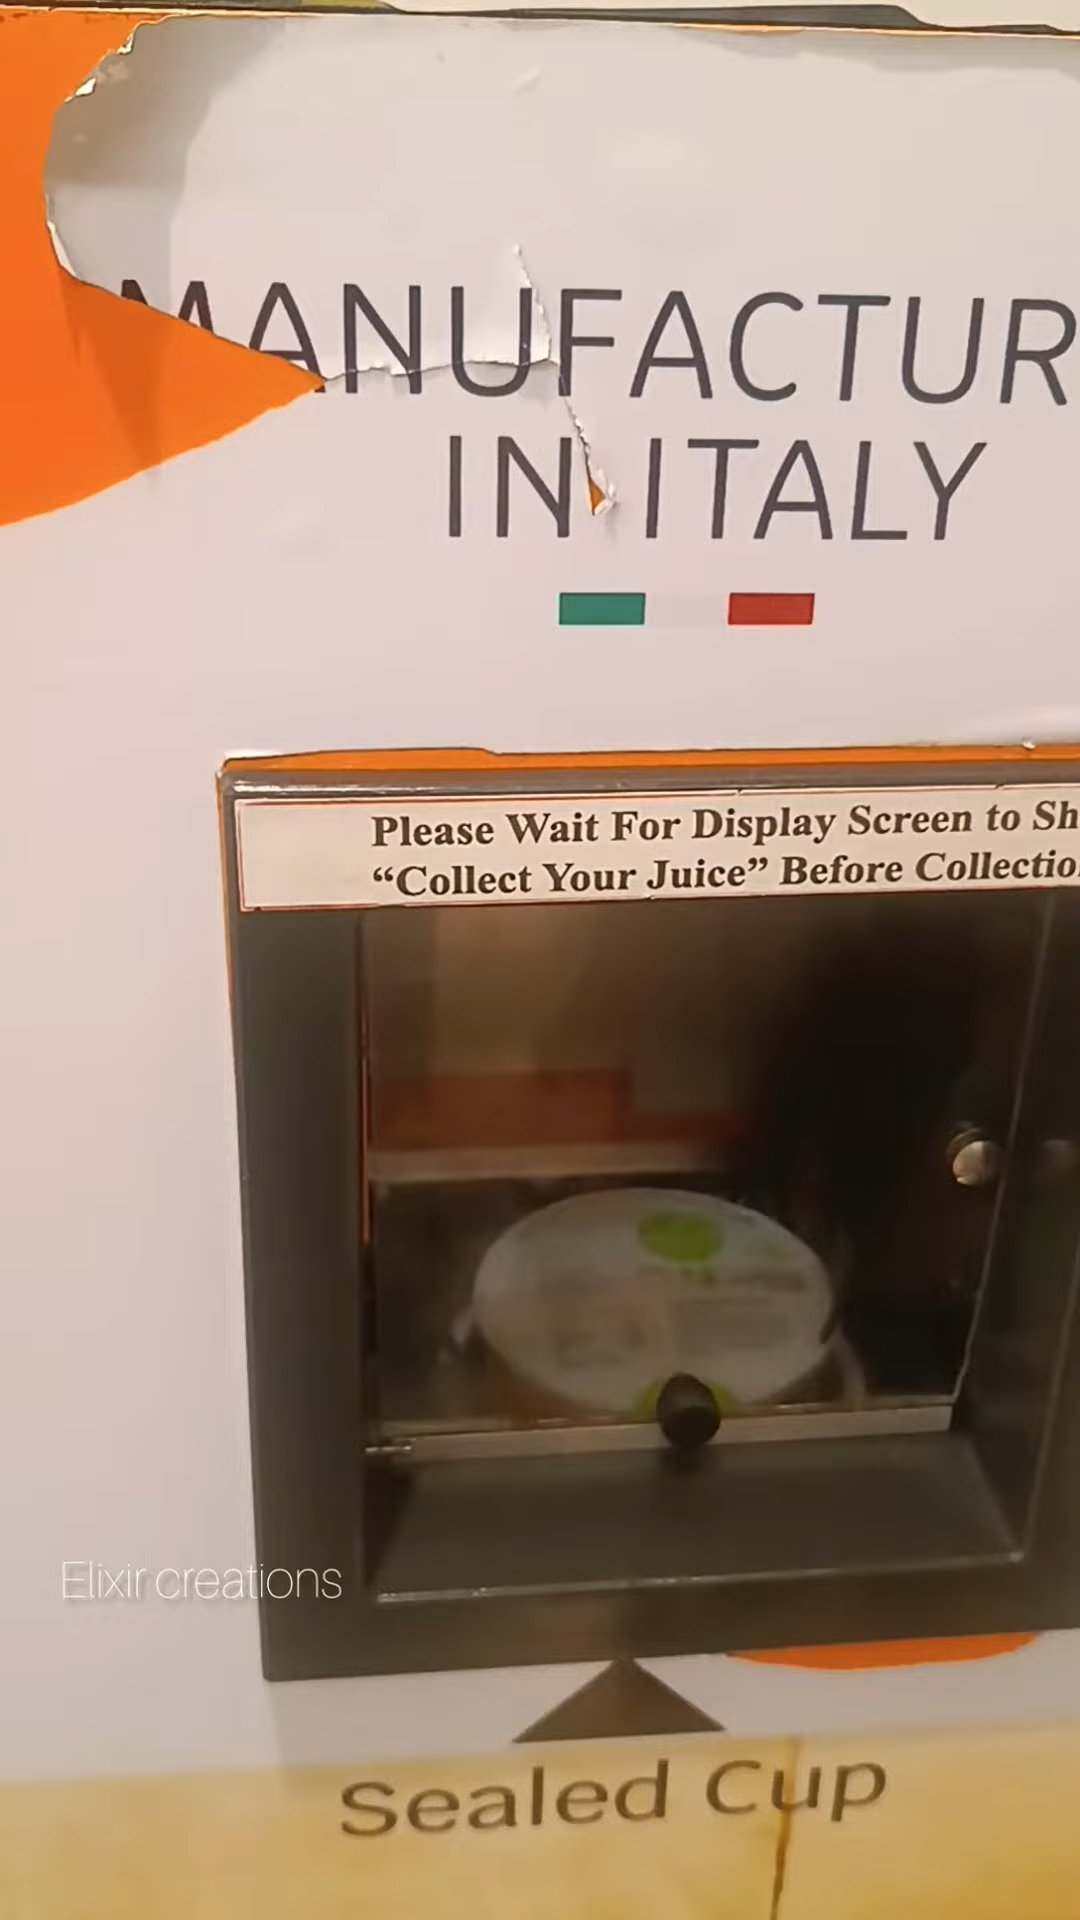 MANUFACTUR
IN ITALY
Please Wait For Display Screen to Sh
“Collect Your Juice” Before Collectio
Elixir creations
Sealed Cup